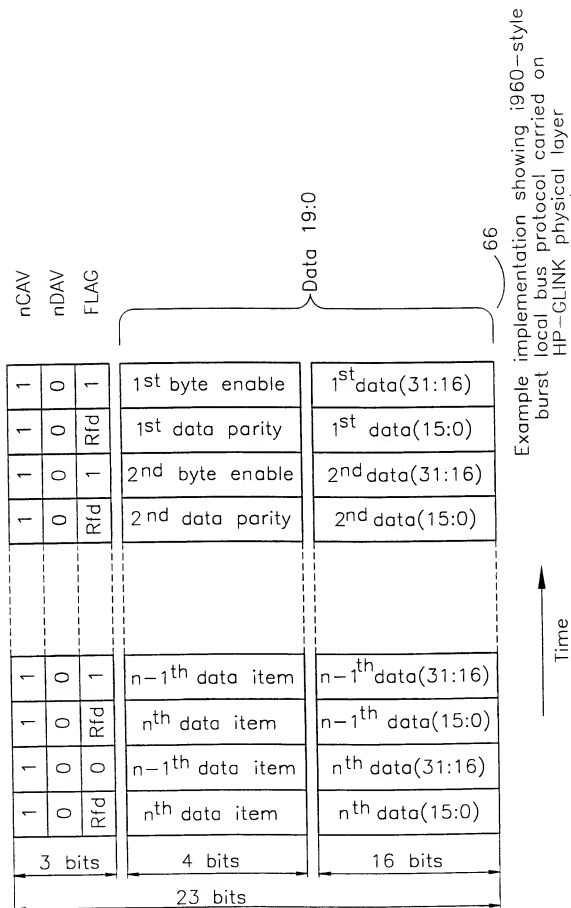 nCAV
nDAV
FLAG
1 0 1 1st byte enable 1st data(31:16)
1 0 Rfd 1st data parity 1st data(15:0)
1 0 1 2nd byte enable 2nd data(31:16)
1 0 Rfd 2nd data parity 2nd data(15:0)
1 0 1 n-1th data item n-1th data(31:16)
1 0 Rfd nth data item n-1th data(15:0)
1 0 0 n-1th data item nth data(31:16)
1 0 Rfd nth data item nth data(15:0)
3 bits
4 bits
16 bits
23 bits
Data 19:0
66
Time
Example implementation showing i960-style
burst local bus protocol carried on
HP-GLINK physical layer